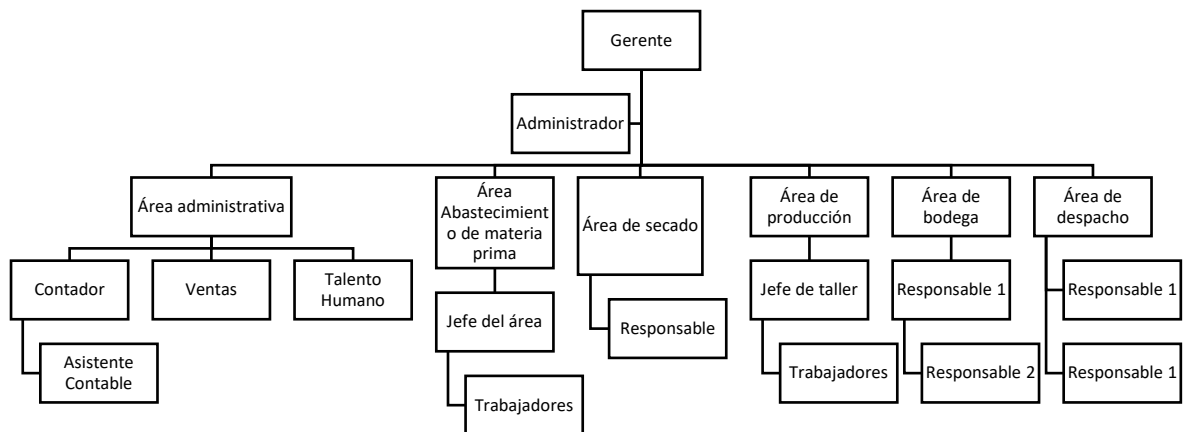 Gerente
Administrador
Área administrativa
Área
Abastecimient
o de materia
prima
Área de secado
Área de
producción
Área de
bodega
Área de
despacho
Contador
Ventas
Talento
Humano
Jefe del área
Responsable
Jefe de taller
Responsable 1
Responsable 1
Asistente
Contable
Trabajadores
Trabajadores
Responsable 2
Responsable 1